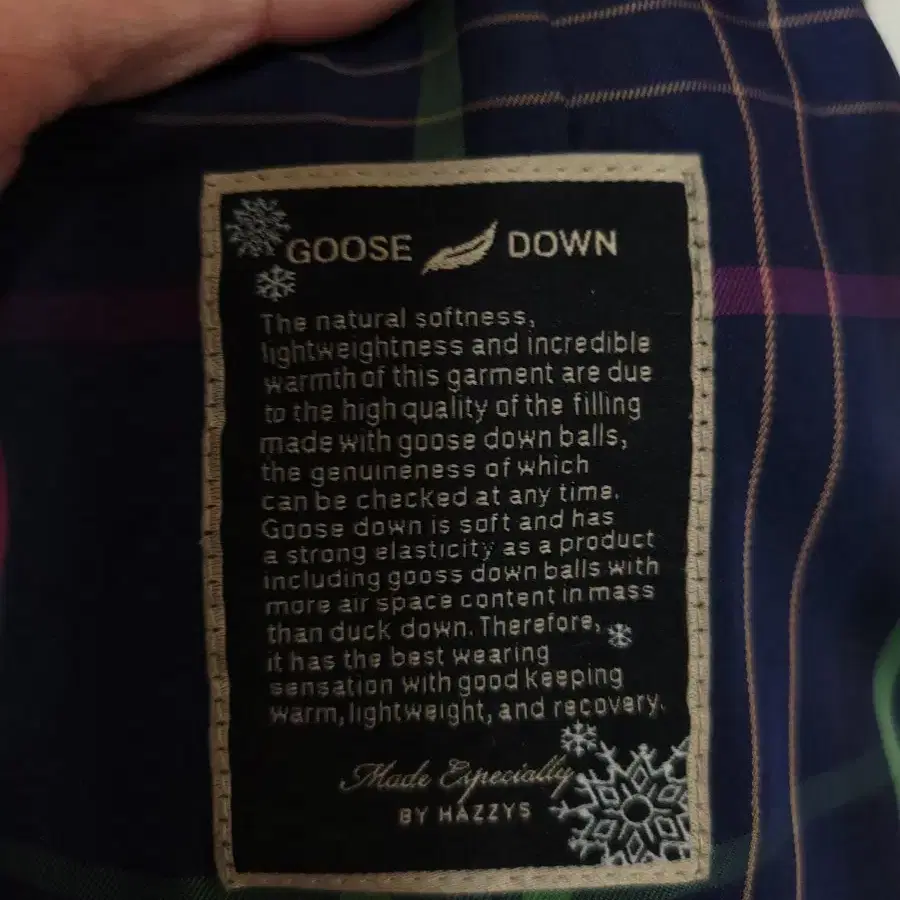 GOOSE DOWN
The natural softness,
lightweightness and incredible
warmth of this garment are due
to the high quality of the filling
made with goose down balls,
the genuineness of which
can be checked at any time.
Goose down is soft and has
a strong elasticity as a product
including gooss down balls with
more air space content in mass
than duck down. Therefore,
it has the best wearing
sensation with good keeping
warm, lightweight, and recovery.
Made Especially
BY HAZZYS